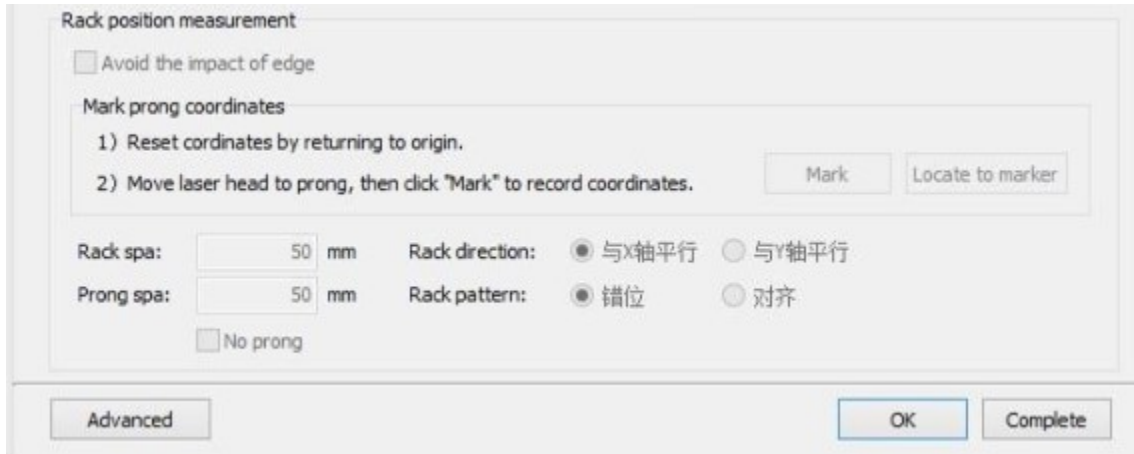 Rack position measurement
Avoid the impact of edge
Mark prong coordinates
1) Reset cordinates by returning to origin.
2) Move laser head to prong, then click "Mark" to record coordinates. Mark Locate to marker
Rack spa: 50 mm Rack direction: 与X轴平行 与Y轴平行
Prong spa: 50 mm Rack pattern: 错位 对齐
No prong
Advanced OK Complete